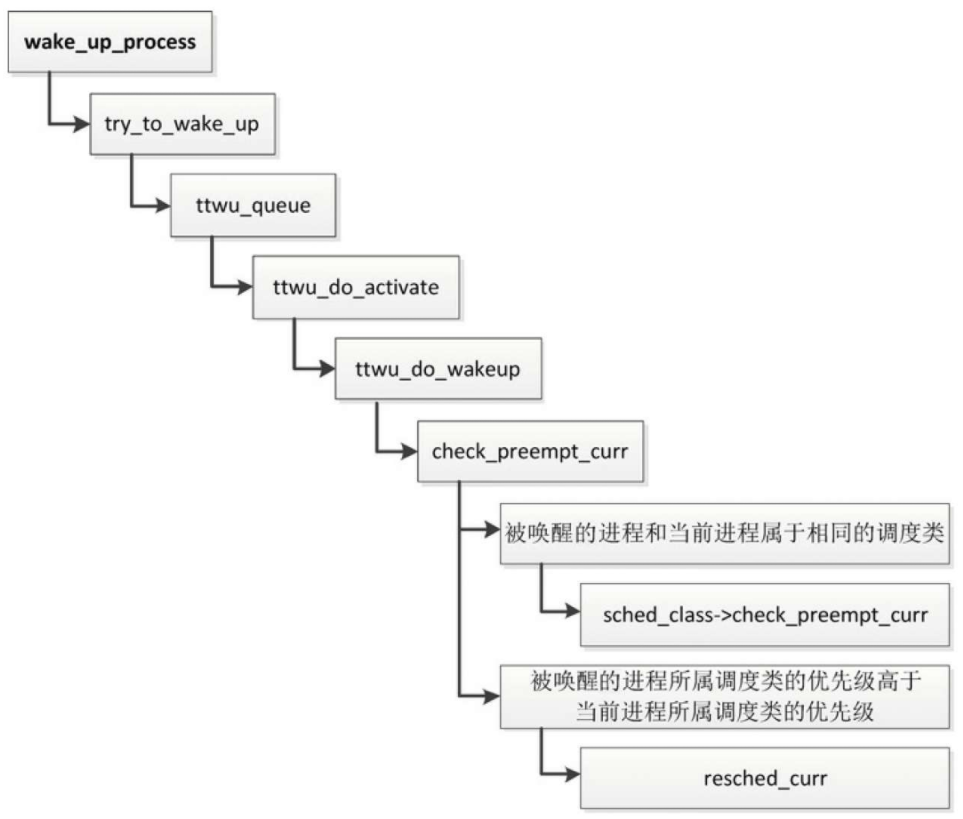 wake_up_process
try_to_wake_up
ttwu_queue
ttwu_do_activate
ttwu_do_wakeup
check_preempt_curr
被唤醒的进程和当前进程属于相同的调度类
sched_class->check_preempt_curr
被唤醒的进程所属调度类的优先级高于
当前进程所属调度类的优先级
resched_curr